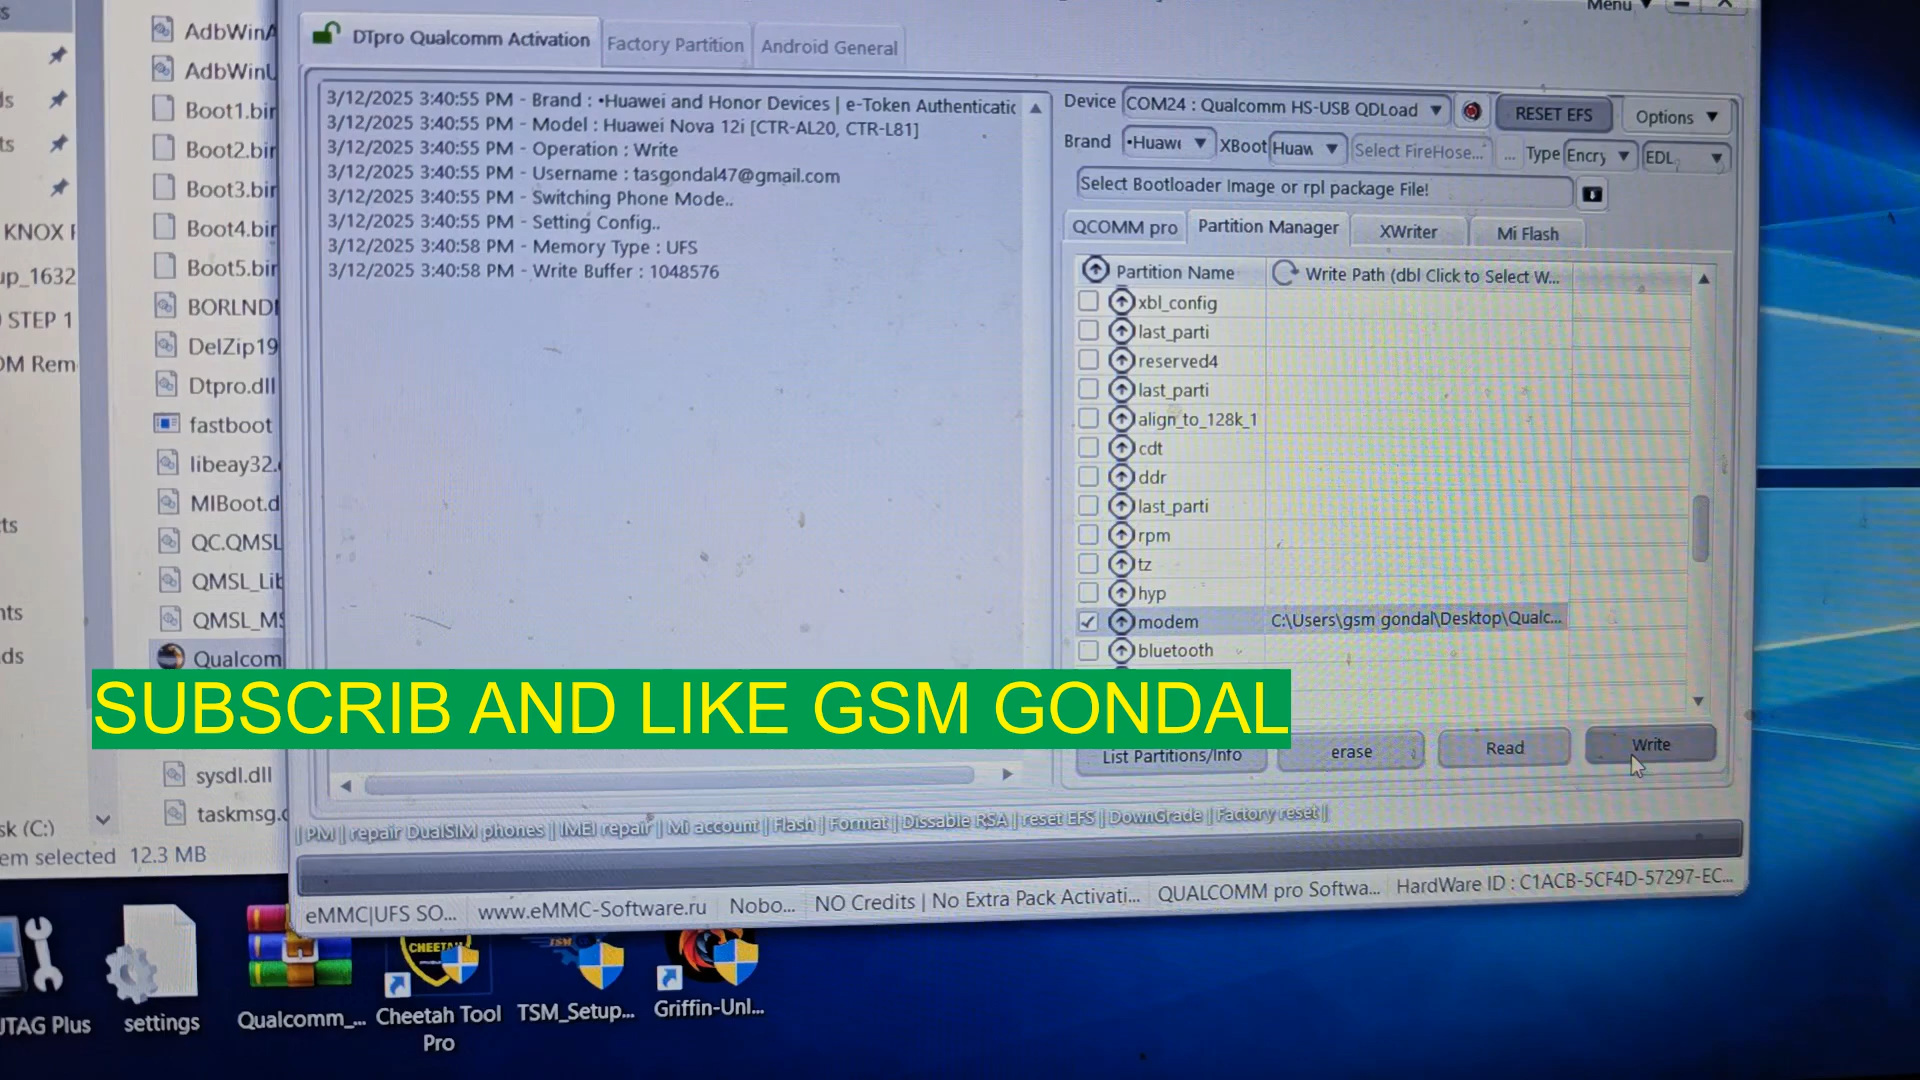 Menu
DTpro Qualcomm Activation
Factory Partition
Android General
3/12/2025 3:40:55 PM - Brand : •Huawei and Honor Devices | e-Token Authenticatic
3/12/2025 3:40:55 PM - Model : Huawei Nova 12i [CTR-AL20, CTR-L81]
3/12/2025 3:40:55 PM - Operation : Write
3/12/2025 3:40:55 PM - Username : tasgondal47@gmail.com
3/12/2025 3:40:55 PM - Switching Phone Mode..
3/12/2025 3:40:55 PM - Setting Config..
3/12/2025 3:40:58 PM - Memory Type : UFS
3/12/2025 3:40:58 PM - Write Buffer : 1048576
Device COM24 : Qualcomm HS-USB QDLoad RESET EFS Options
Brand •Huawe XBoot Huaw Select FireHose... ... Type Encry EDL
Select Bootloader Image or rpl package File!
QCOMM pro
Partition Manager
XWriter
Mi Flash
Partition Name Write Path (dbl Click to Select W...
xbl_config
last_parti
reserved4
last_parti
align_to_128k_1
cdt
ddr
last_parti
rpm
tz
hyp
modem C:\Users\gsm gondal\Desktop\Qualc...
bluetooth
List Partitions/Info
erase
Read
Write
| PM | repair DualSIM phones | IMEI repair | Mi account | Flash | Format | Dissable RSA | reset EFS | DownGrade | Factory reset |
eMMC|UFS SO... www.eMMC-Software.ru Nobo... NO Credits | No Extra Pack Activati... QUALCOMM pro Softwa... HardWare ID : C1ACB-5CF4D-57297-EC...
AdbWinA
AdbWinU
Boot1.bin
Boot2.bin
Boot3.bin
Boot4.bin
Boot5.bin
BORLNDI
DelZip19
Dtpro.dll
fastboot
libeay32.
MIBoot.d
QC.QMSL
QMSL_Lib
QMSL_MS
Qualcom
sysdl.dll
taskmsg.c
KNOX F
up_1632
STEP 1
OM Rem
sk (C:)
em selected 12.3 MB
SUBSCRIB AND LIKE GSM GONDAL
JTAG Plus
settings
Qualcomm_...
CHEETAH
Cheetah Tool
Pro
TSM
TSM_Setup...
Griffin-Unl...